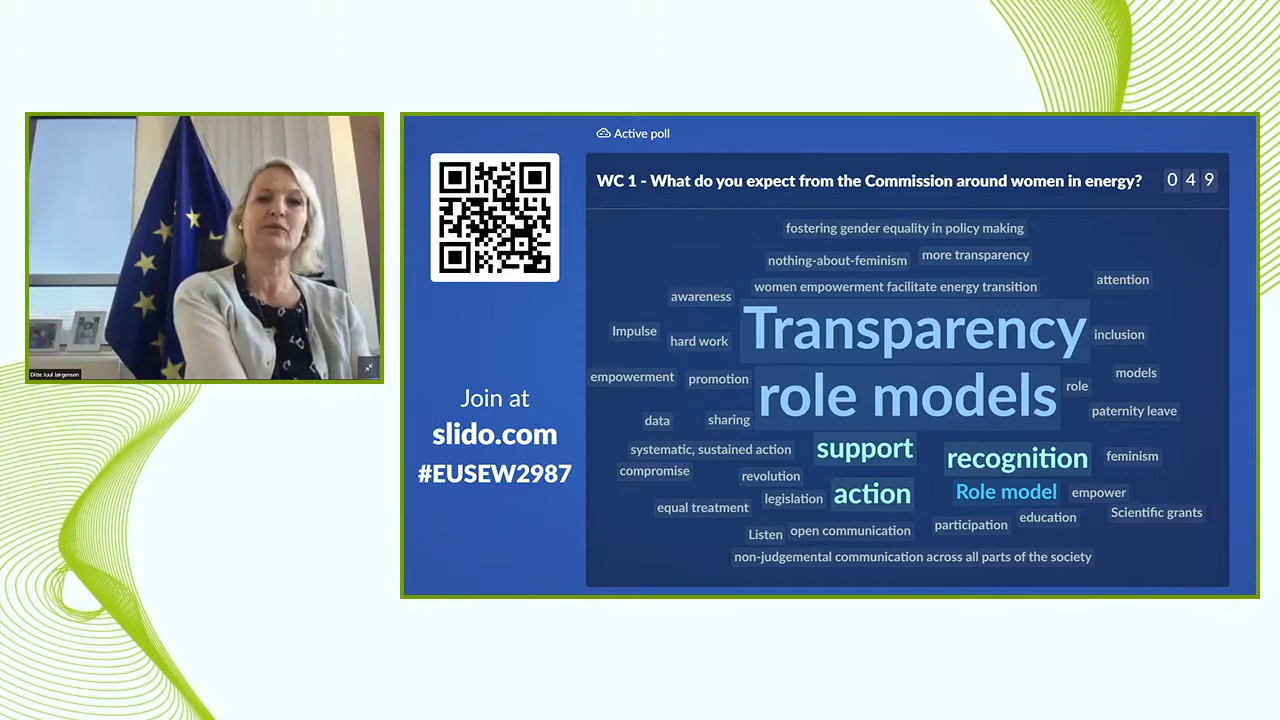 Ditte Juul Jørgensen
Join at
slido.com
#EUSEW2987
Active poll
WC 1 - What do you expect from the Commission around women in energy?
0 4 9
fostering gender equality in policy making
nothing-about-feminism
more transparency
women empowerment facilitate energy transition
attention
awareness
Transparency
Impulse
hard work
inclusion
empowerment
promotion
role models
role
models
data
sharing
paternity leave
systematic, sustained action
support
recognition
feminism
compromise
revolution
action
Role model
empower
equal treatment
legislation
Scientific grants
Listen
open communication
participation
education
non-judgemental communication across all parts of the society